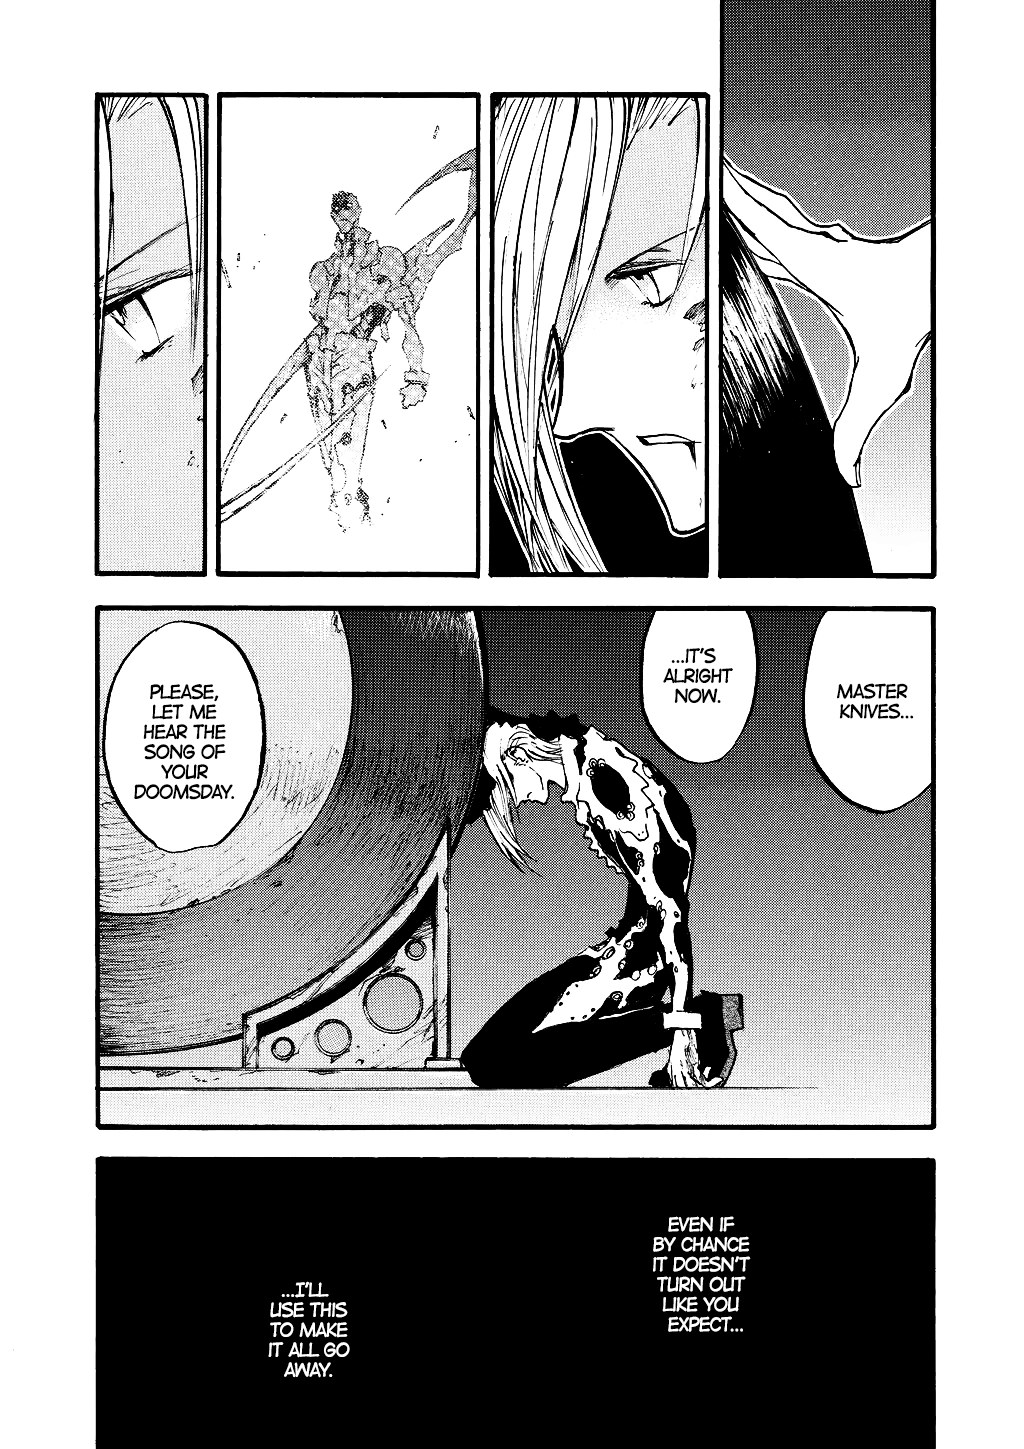 MASTER
KNIVES...
...IT'S
ALRIGHT
NOW.
PLEASE,
LET ME
HEAR THE
SONG OF
YOUR
DOOMSDAY.
EVEN IF
BY CHANCE
IT DOESN'T
TURN OUT
LIKE YOU
EXPECT...
...I'LL
USE THIS
TO MAKE
IT ALL GO
AWAY.